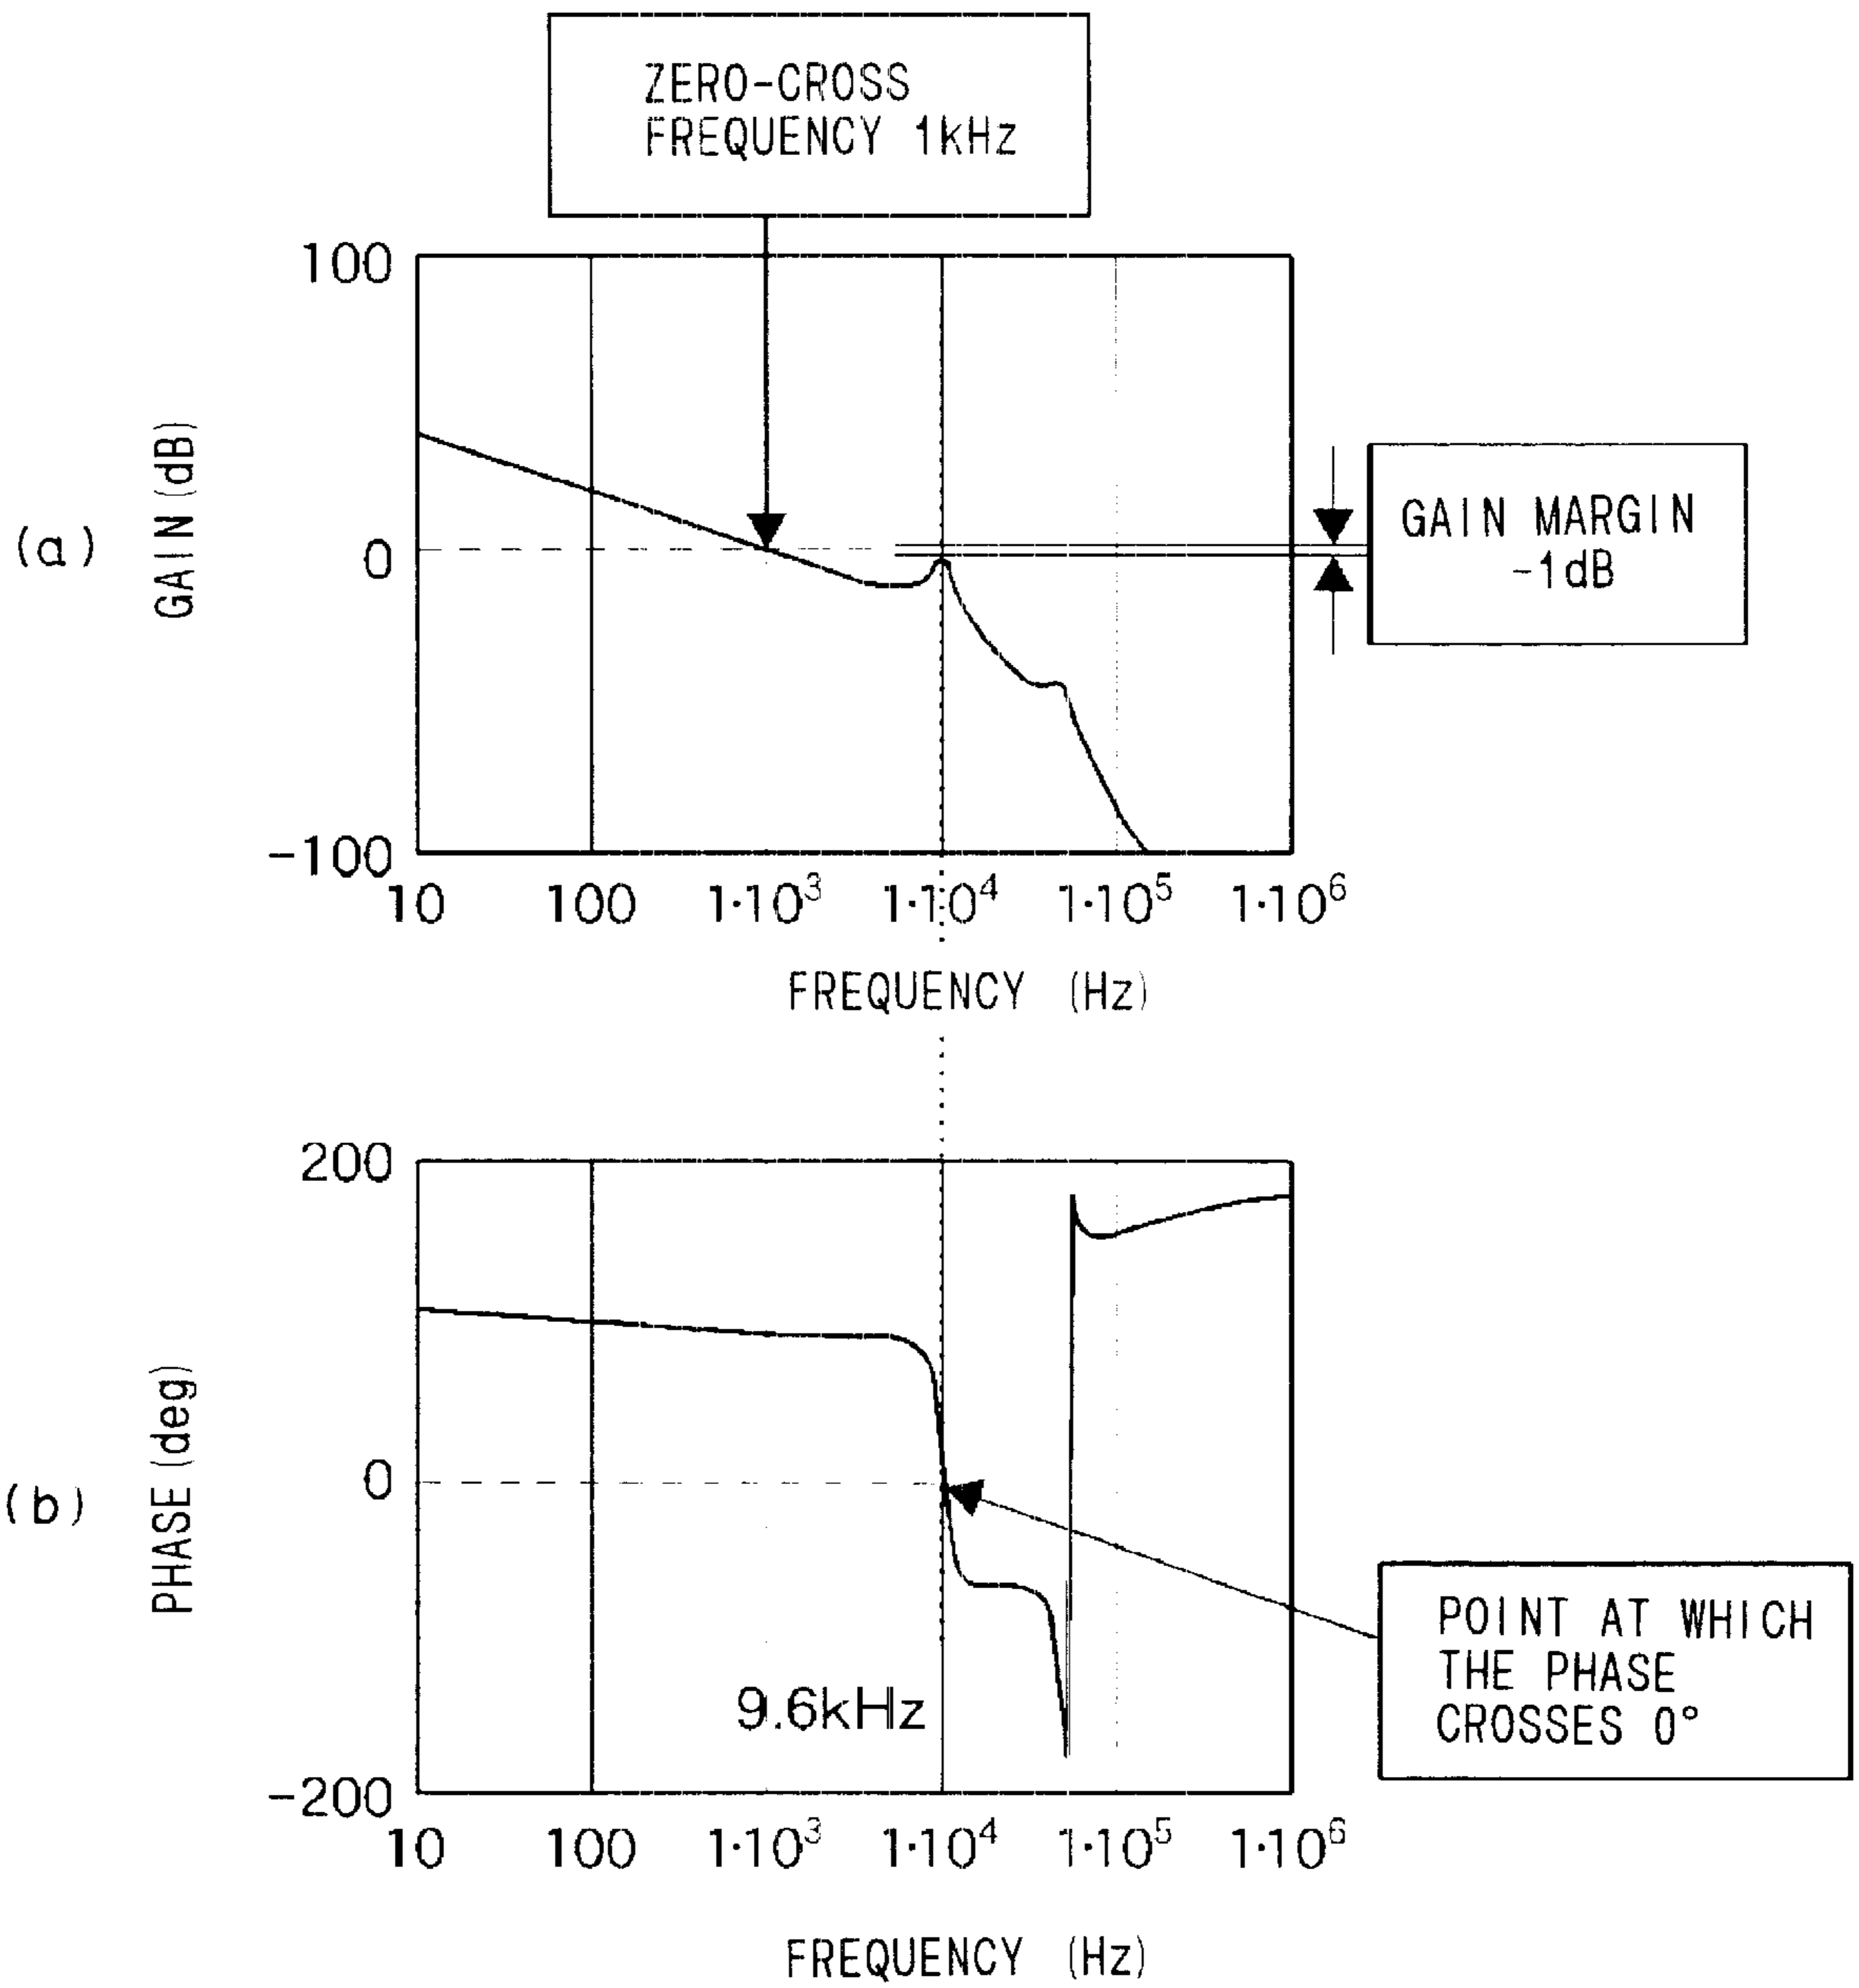 ZERO-CROSS
FREQUENCY 1kHz
100
0
-100
GAIN (dB)
(a)
GAIN MARGIN
-1dB
10 100 1·10³ 1·10⁴ 1·10⁵ 1·10⁶
FREQUENCY (Hz)
200
0
-200
PHASE (deg)
(b)
9.6kHz
POINT AT WHICH
THE PHASE
CROSSES 0°
10 100 1·10³ 1·10⁴ 1·10⁵ 1·10⁶
FREQUENCY (Hz)